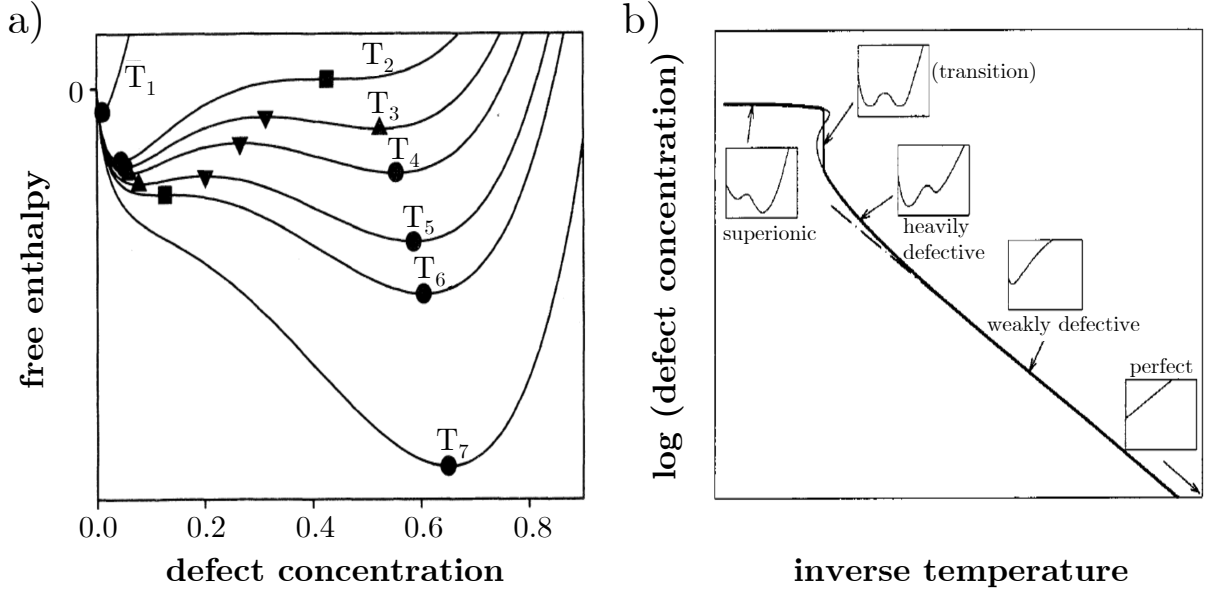 a)
free enthalpy
0
T1
T2
T3
T4
T5
T6
T7
0.0 0.2 0.4 0.6 0.8
defect concentration
b)
log (defect concentration)
(transition)
superionic
heavily
defective
weakly defective
perfect
inverse temperature